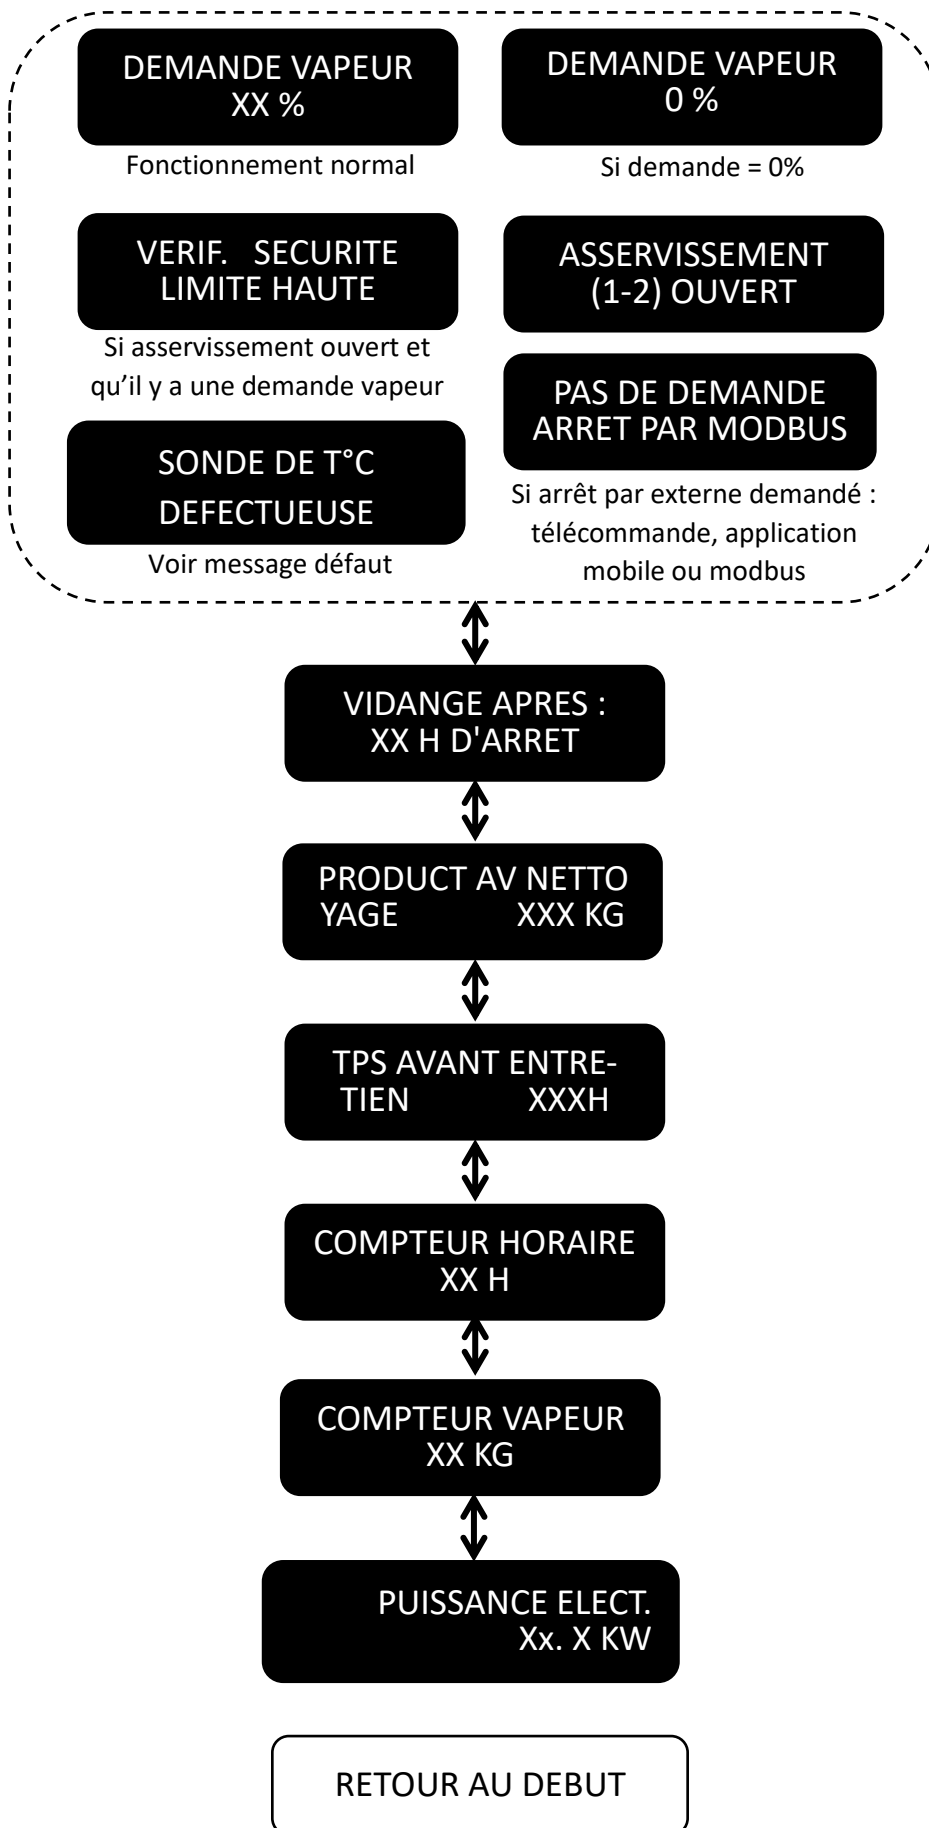 DEMANDE VAPEUR
XX %
Fonctionnement normal
DEMANDE VAPEUR
0 %
Si demande = 0%
VERIF. SECURITE
LIMITE HAUTE
Si asservissement ouvert et
qu’il y a une demande vapeur
ASSERVISSEMENT
(1-2) OUVERT
SONDE DE T°C
DEFECTUEUSE
Voir message défaut
PAS DE DEMANDE
ARRET PAR MODBUS
Si arrêt par externe demandé :
télécommande, application
mobile ou modbus
VIDANGE APRES :
XX H D'ARRET
PRODUCT AV NETTO
YAGE XXX KG
TPS AVANT ENTRE-
TIEN XXXH
COMPTEUR HORAIRE
XX H
COMPTEUR VAPEUR
XX KG
PUISSANCE ELECT.
Xx. X KW
RETOUR AU DEBUT